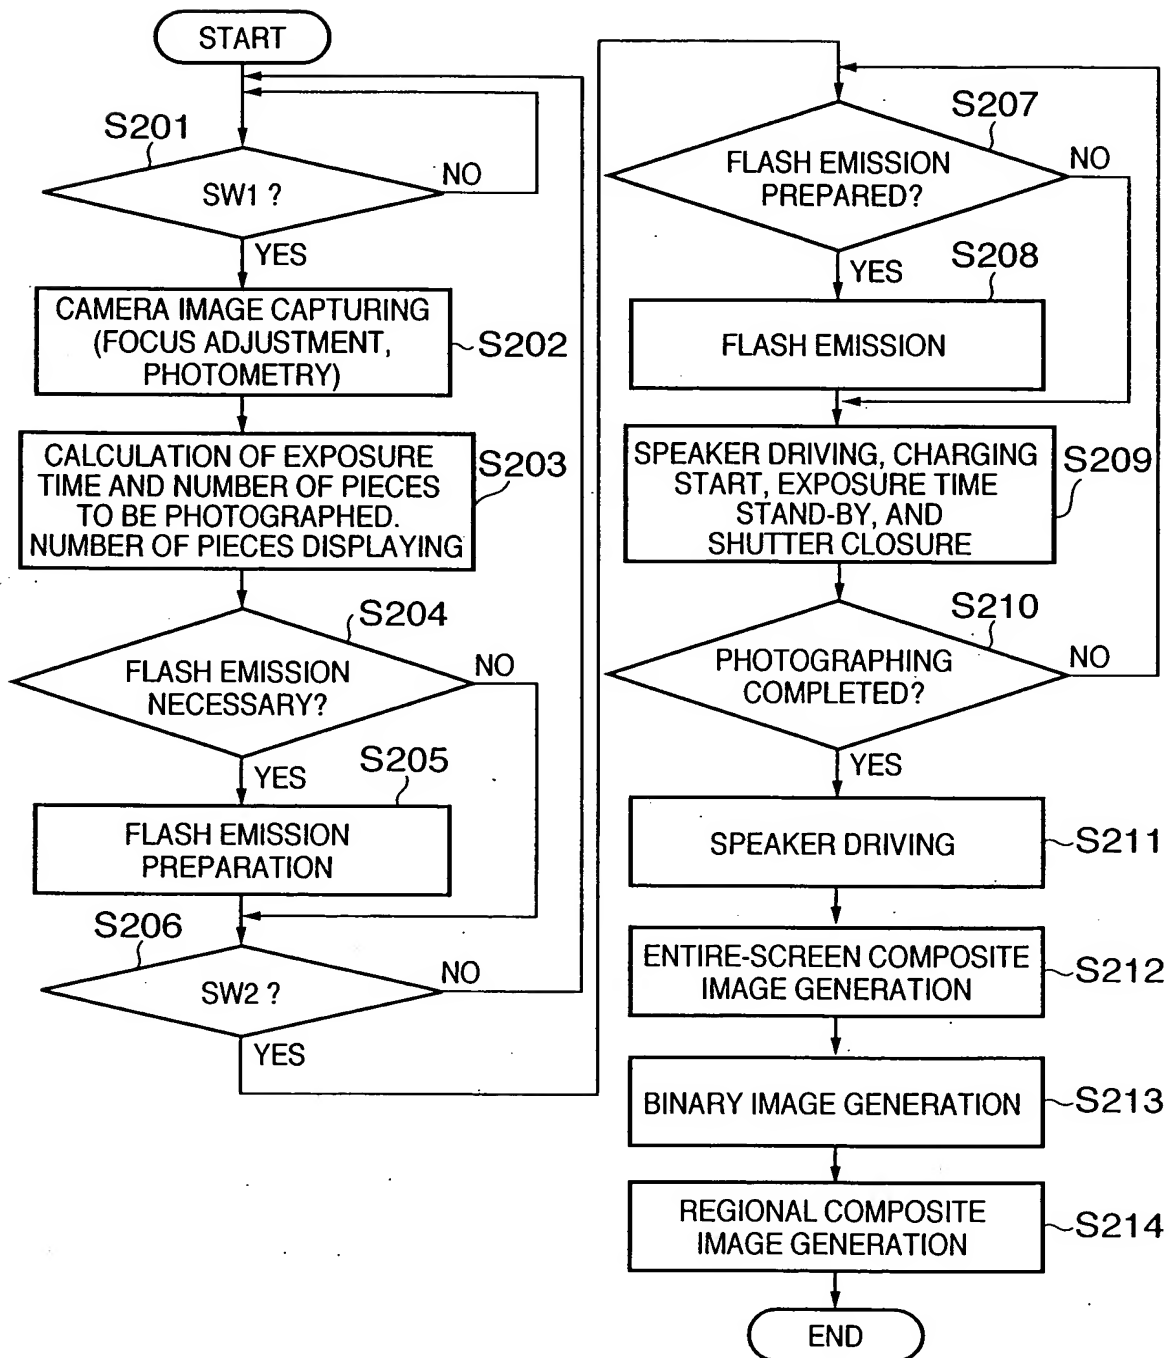 START
S201
SW1 ?
NO
YES
CAMERA IMAGE CAPTURING
(FOCUS ADJUSTMENT,
PHOTOMETRY)
S202
CALCULATION OF EXPOSURE
TIME AND NUMBER OF PIECES
TO BE PHOTOGRAPHED.
NUMBER OF PIECES DISPLAYING
S203
S204
FLASH EMISSION
NECESSARY?
NO
YES
S205
FLASH EMISSION
PREPARATION
S206
SW2 ?
NO
YES
S207
FLASH EMISSION
PREPARED?
NO
YES
S208
FLASH EMISSION
SPEAKER DRIVING, CHARGING
START, EXPOSURE TIME
STAND-BY, AND
SHUTTER CLOSURE
S209
S210
PHOTOGRAPHING
COMPLETED?
NO
YES
SPEAKER DRIVING
S211
ENTIRE-SCREEN COMPOSITE
IMAGE GENERATION
S212
BINARY IMAGE GENERATION
S213
REGIONAL COMPOSITE
IMAGE GENERATION
S214
END